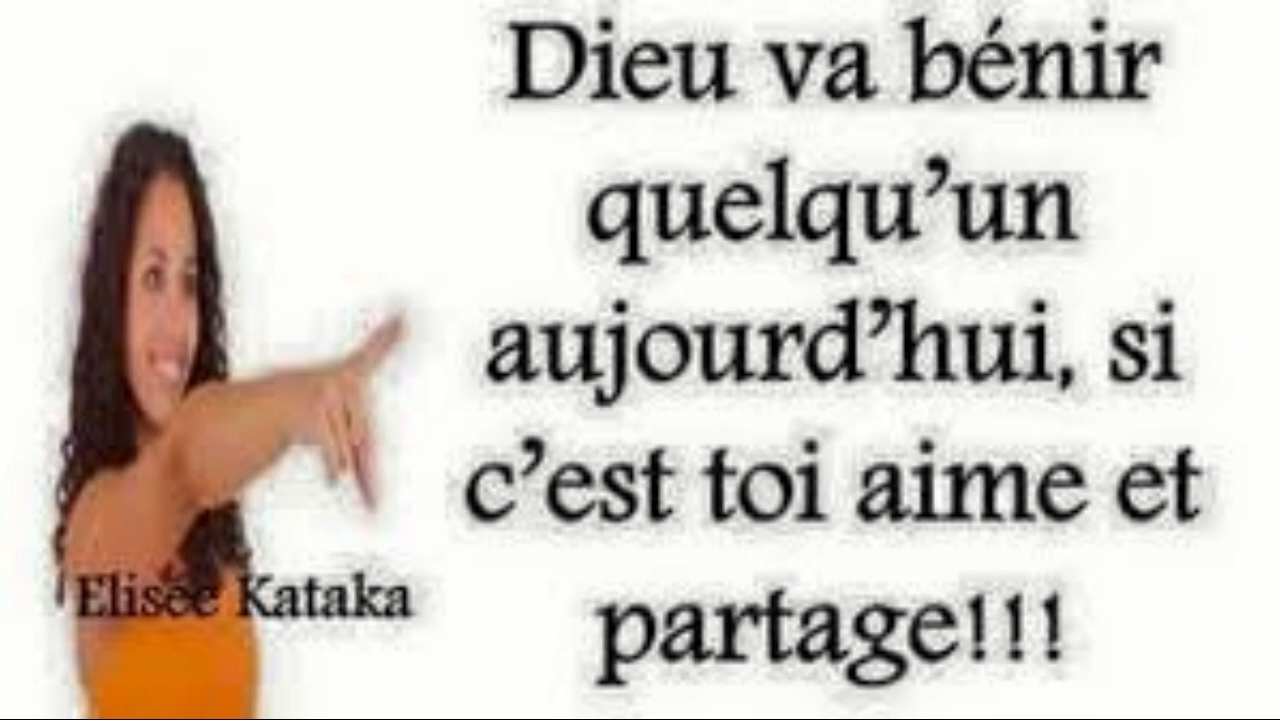 Dieu va bénir
quelqu’un
aujourd’hui, si
c’est toi aime et
partage!!!
Elisée Kataka